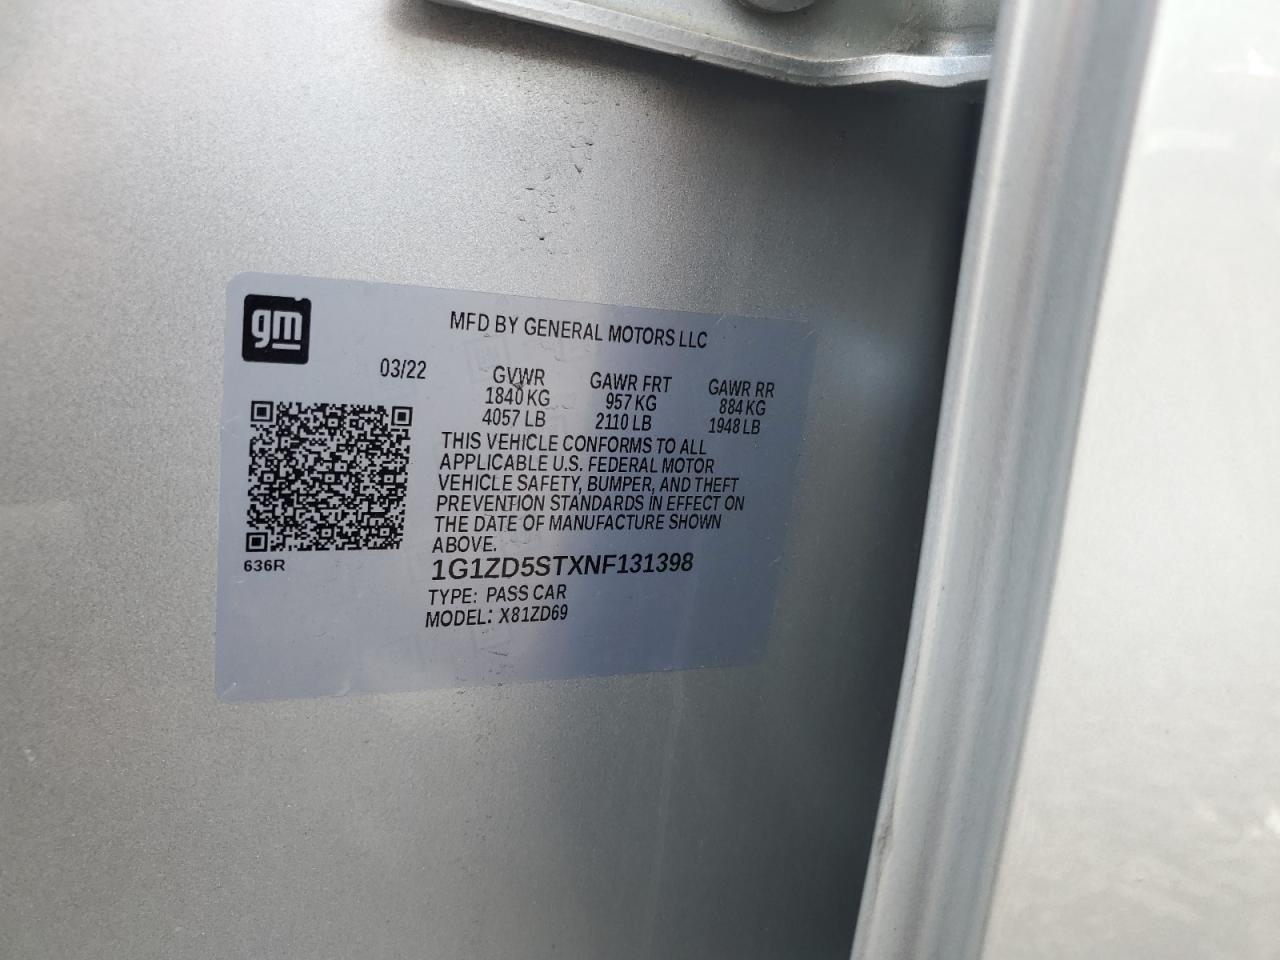 gm
MFD BY GENERAL MOTORS LLC
03/22
GVWR GAWR FRT GAWR RR
1840 KG 957 KG 884 KG
4057 LB 2110 LB 1948 LB
THIS VEHICLE CONFORMS TO ALL
APPLICABLE U.S. FEDERAL MOTOR
VEHICLE SAFETY, BUMPER, AND THEFT
PREVENTION STANDARDS IN EFFECT ON
THE DATE OF MANUFACTURE SHOWN
ABOVE.
636R
1G1ZD5STXNF131398
TYPE: PASS CAR
MODEL: X81ZD69